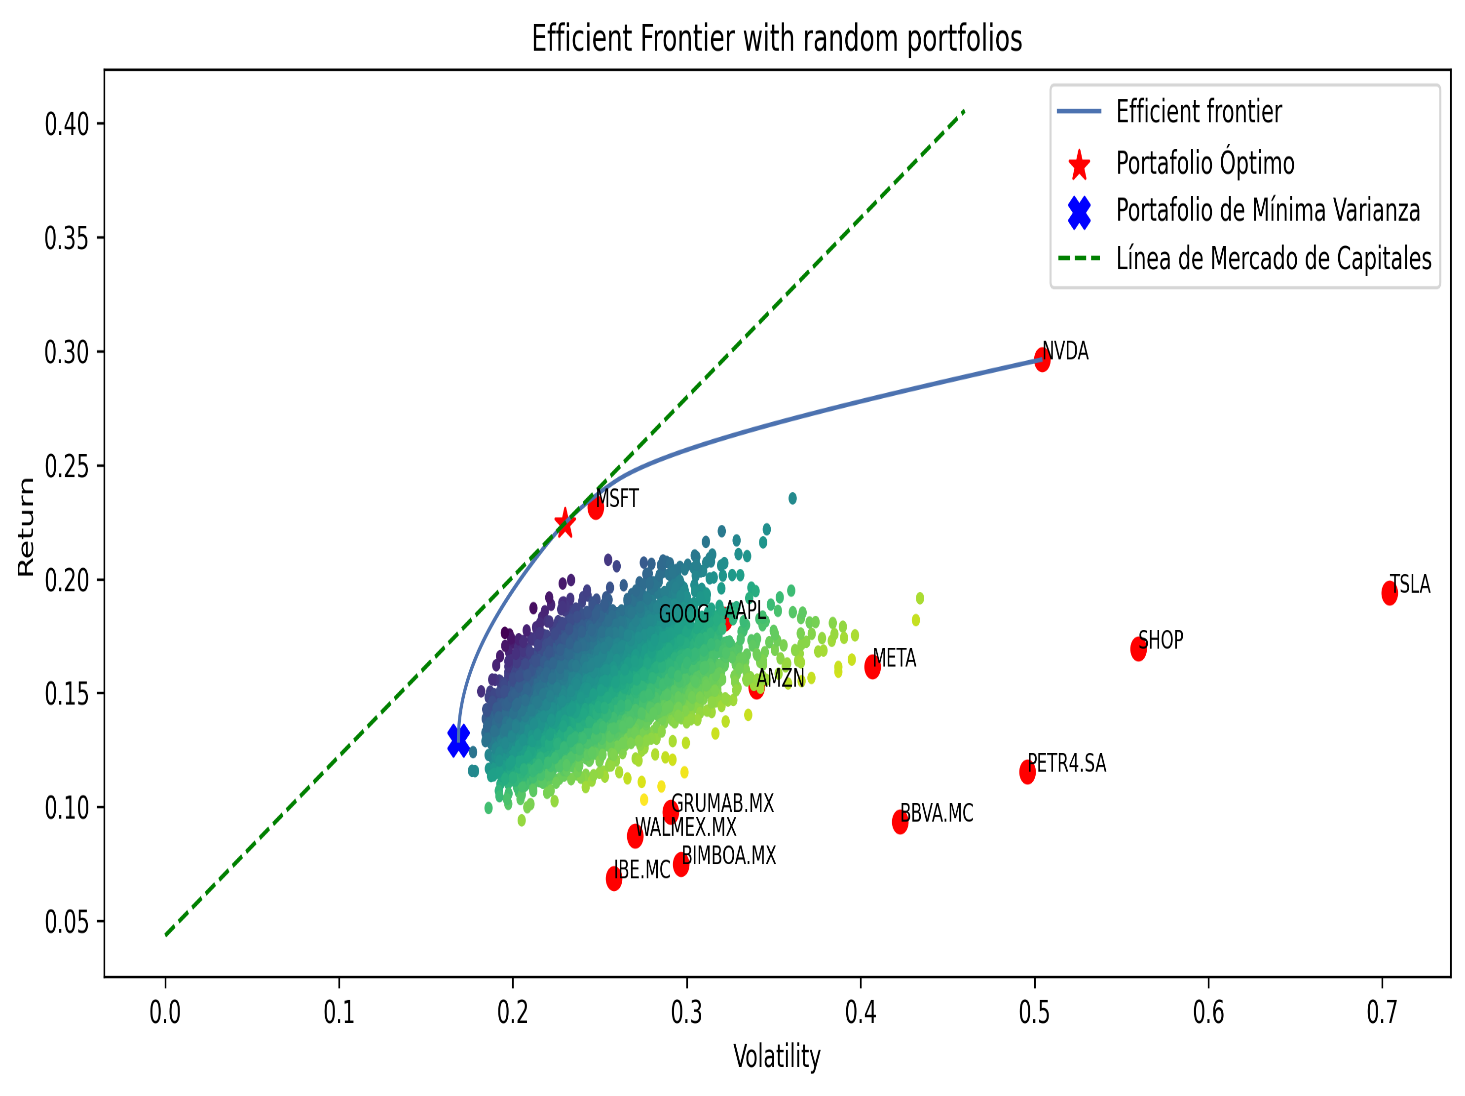 Efficient Frontier with random portfolios
Efficient frontier
Portafolio Óptimo
Portafolio de Mínima Varianza
Línea de Mercado de Capitales
0.40
0.35
0.30
0.25
0.20
0.15
0.10
0.05
Return
NVDA
MSFT
TSLA
GOOG
AAPL
SHOP
META
AMZN
PETR4.SA
GRUMAB.MX
BBVA.MC
WALMEX.MX
BIMBOA.MX
IBE.MC
0.0
0.1
0.2
0.3
0.4
0.5
0.6
0.7
Volatility